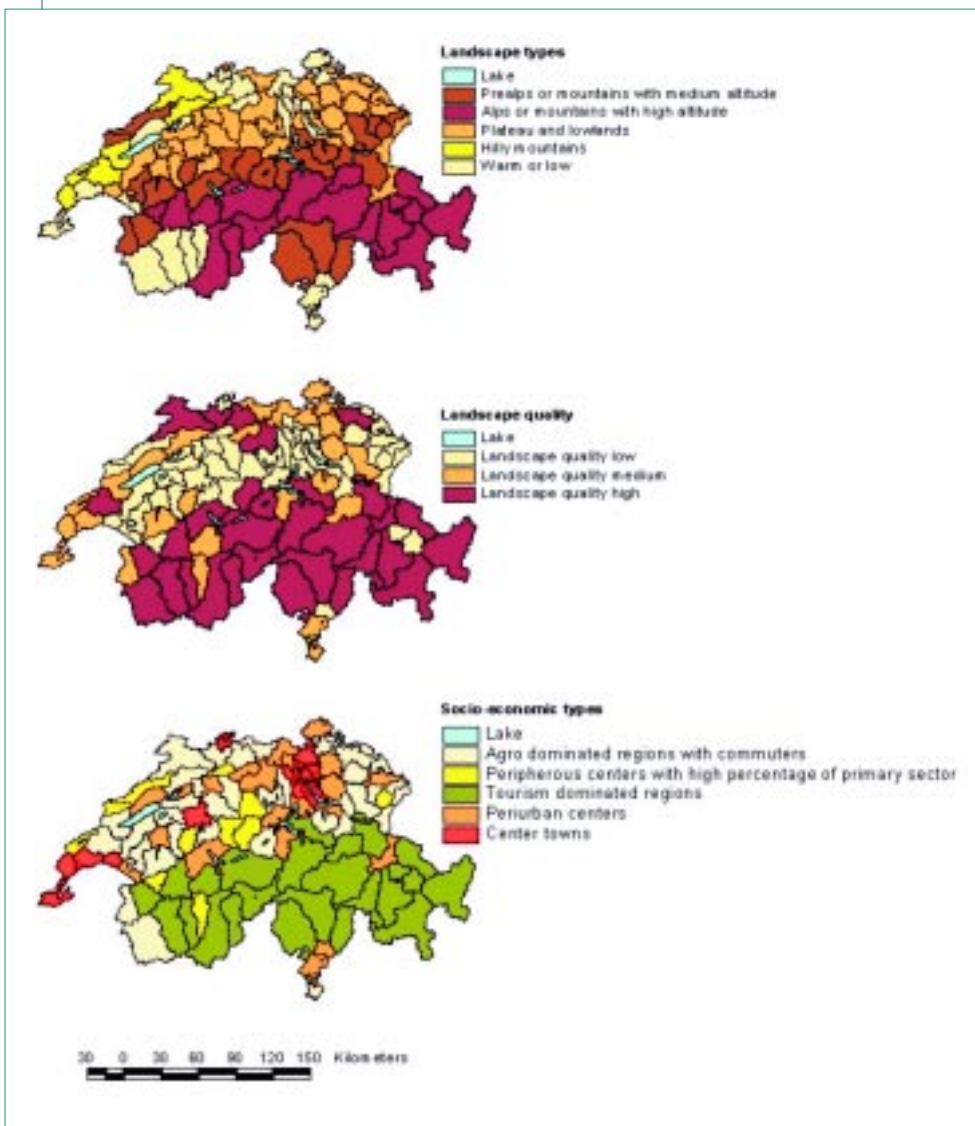 Landscape types
Lake
Prealps or mountains with medium altitude
Alps or mountains with high altitude
Plateau and lowlands
Hilly mountains
Warm or low
Landscape quality
Lake
Landscape quality low
Landscape quality medium
Landscape quality high
Socio-economic types
Lake
Agro dominated regions with commuters
Peripherous centers with high percentage of primary sector
Tourism dominated regions
Periurban centers
Center towns
30 0 30 60 90 120 150 Kilometers